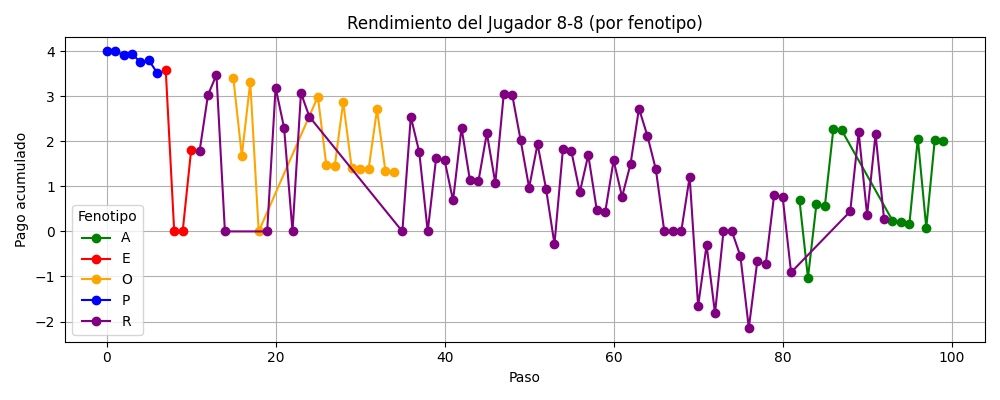 Rendimiento del Jugador 8-8 (por fenotipo)
Pago acumulado
4
3
2
1
0
−1
−2
Fenotipo
A
E
O
P
R
0 20 40 60 80 100
Paso